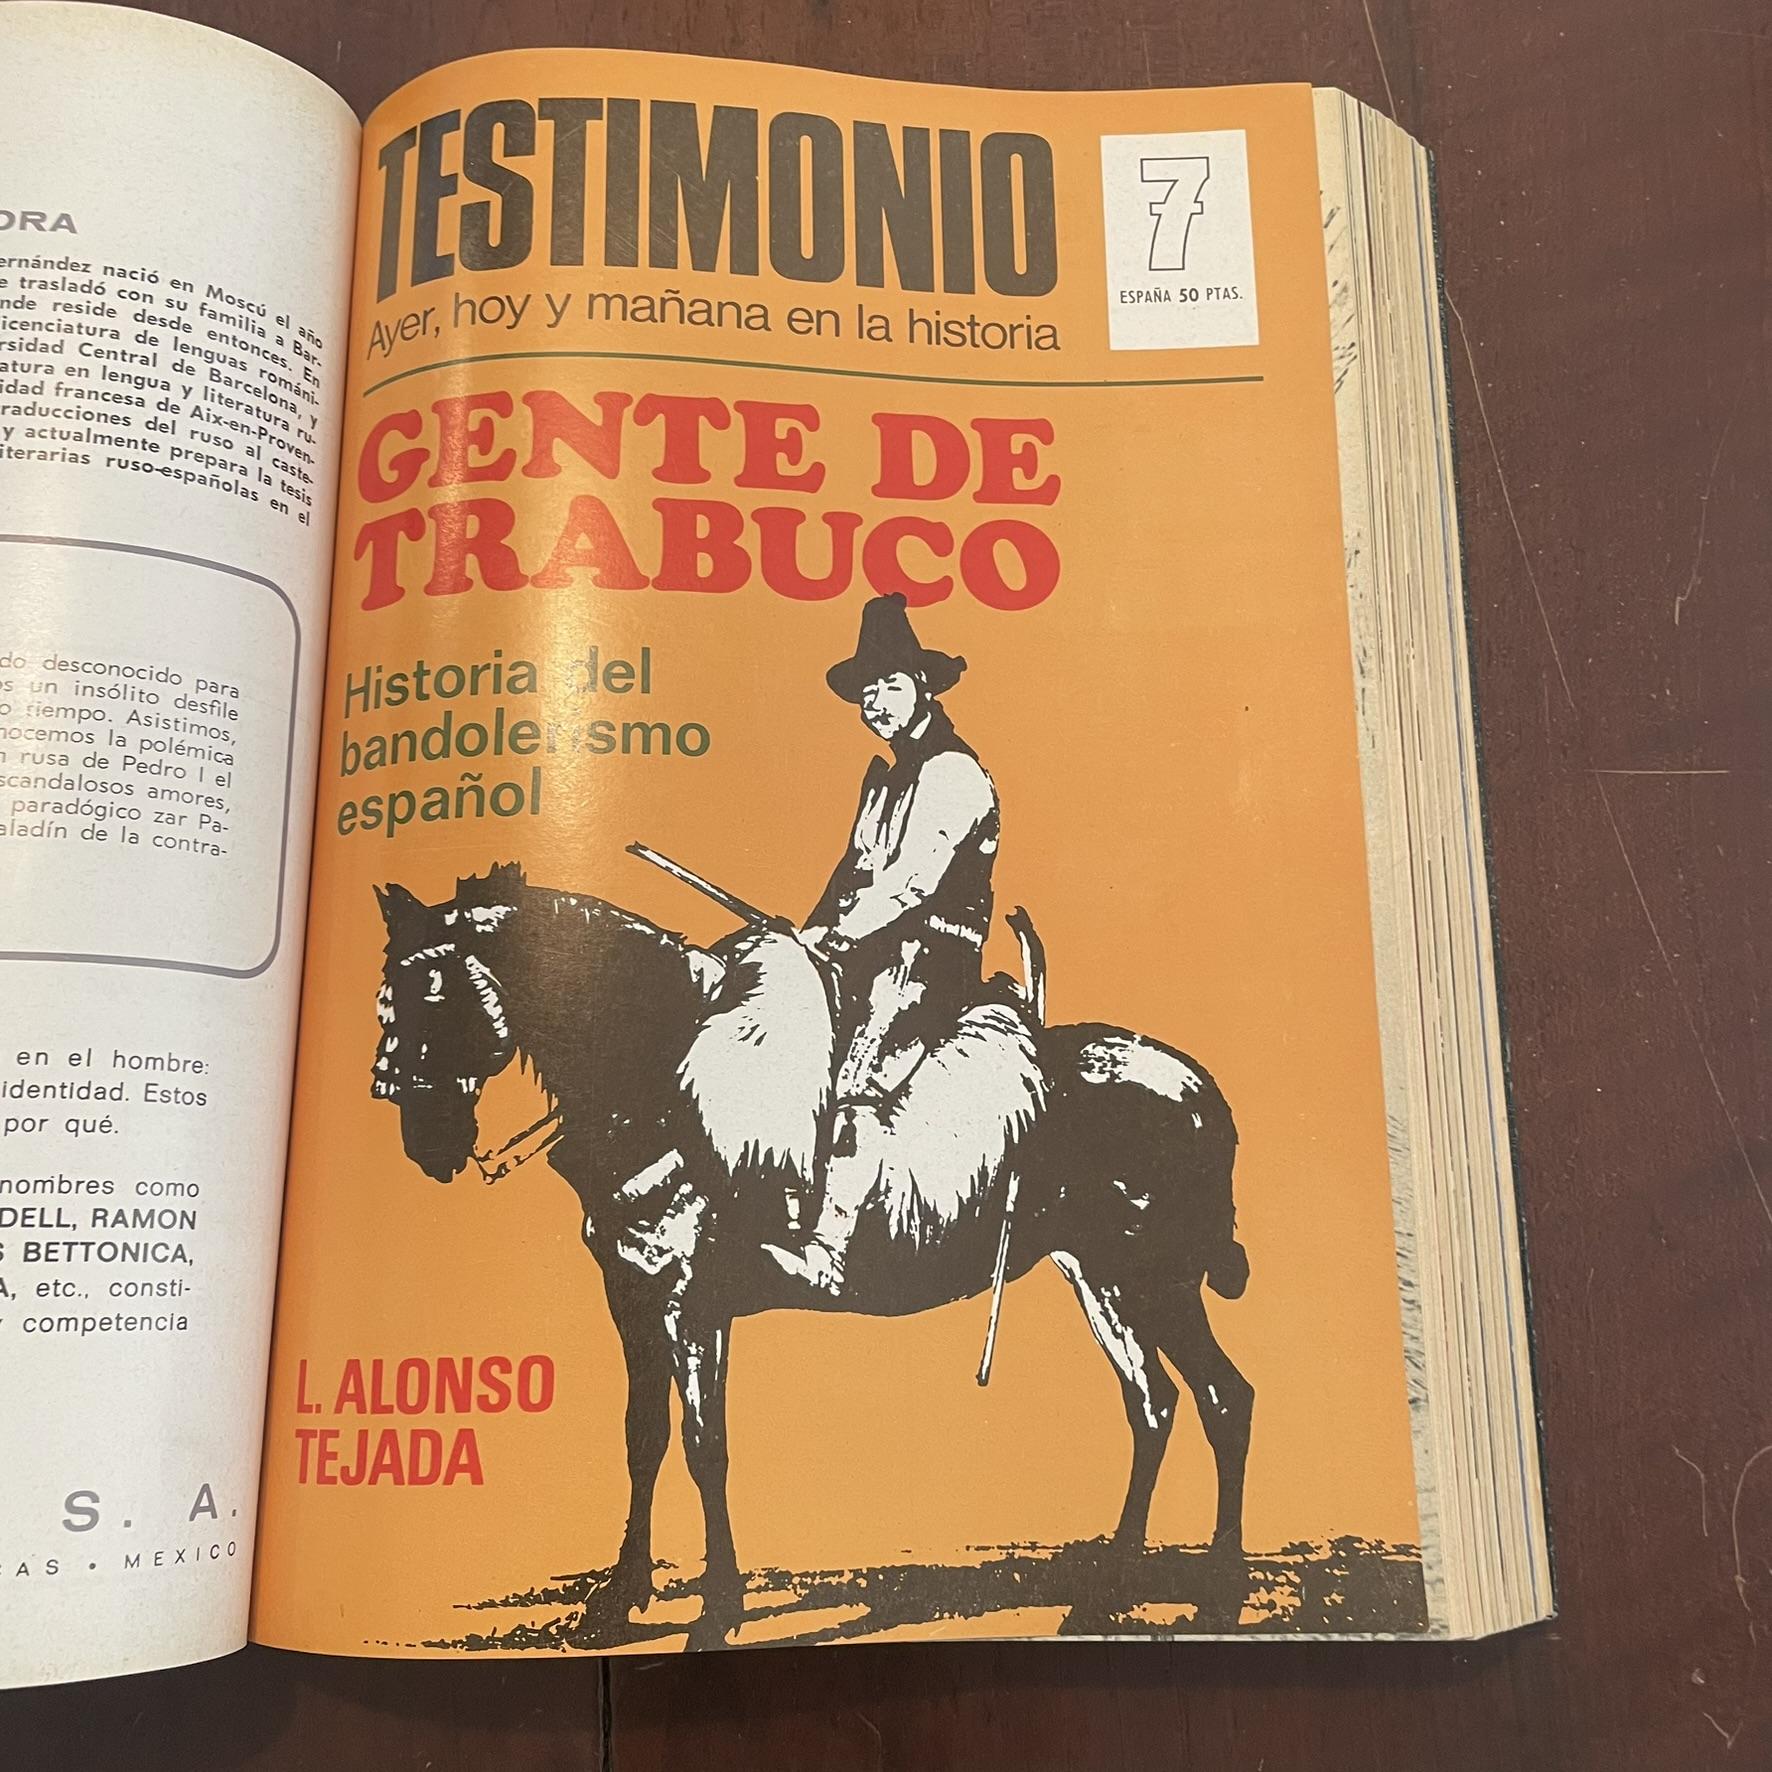 ORA
ernández nació en Moscú el año
e trasladó con su familia a Bar-
nde reside desde entonces. En
icenciatura de lenguas románi-
rsidad Central de Barcelona, y
atura en lengua y literatura ru-
idad francesa de Aix-en-Proven-
raducciones del ruso al caste-
y actualmente prepara la tesis
iterarias ruso-españolas en el
do desconocido para
os un insólito desfile
o tiempo. Asistimos,
nocemos la polémica
n rusa de Pedro I el
scandalosos amores,
paradógico zar Pa-
aladín de la contra-
en el hombre:
identidad. Estos
por qué.
nombres como
DELL, RAMON
S BETTONICA,
A, etc., consti-
y competencia
S. A.
CAS • MEXICO
TESTIMONIO
7
ESPAÑA 50 PTAS.
Ayer, hoy y mañana en la historia
GENTE DE
TRABUCO
Historia del
bandolerismo
español
L. ALONSO
TEJADA